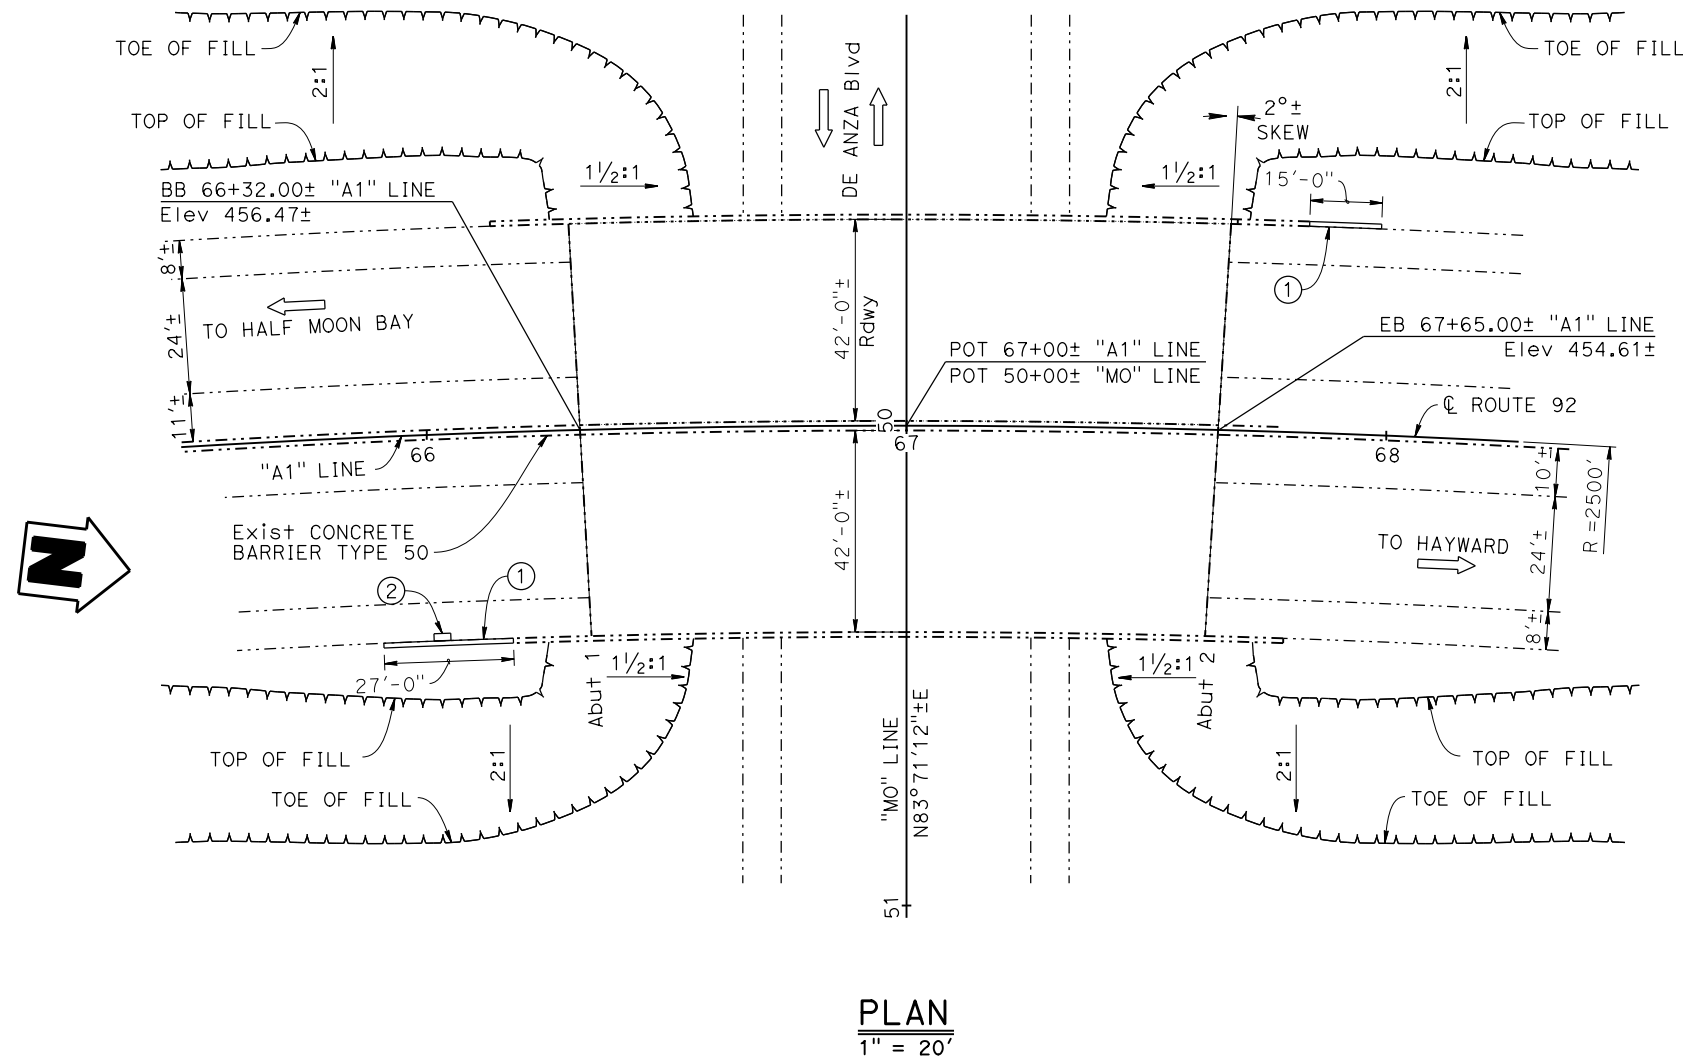 TOE OF FILL
2:1
TOP OF FILL
BB 66+32.00± "A1" LINE
Elev 456.47±
1½:1
DE ANZA Blvd
2°±
SKEW
1½:1
15'-0"
2:1
TOE OF FILL
TOP OF FILL
8'±
24'±
11'±
TO HALF MOON BAY
42'-0"±
Rdwy
POT 67+00± "A1" LINE
POT 50+00± "MO" LINE
1
EB 67+65.00± "A1" LINE
Elev 454.61±
℄ ROUTE 92
66
50
67
68
"A1" LINE
Exist CONCRETE
BARRIER TYPE 50
42'-0"±
10'±
24'±
8'±
R=2500'
TO HAYWARD
N
2
1
27'-0"
Abut 1
1½:1
1½:1
Abut 2
TOP OF FILL
2:1
TOE OF FILL
"MO" LINE
N83°71'12"±E
51
2:1
TOP OF FILL
TOE OF FILL
PLAN
1" = 20'